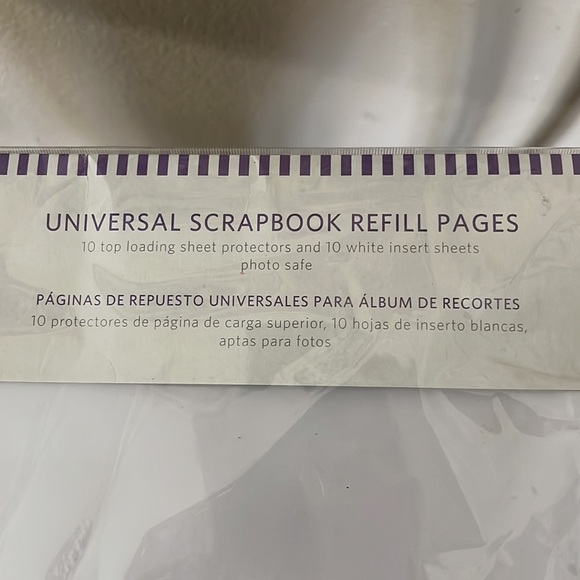 UNIVERSAL SCRAPBOOK REFILL PAGES
10 top loading sheet protectors and 10 white insert sheets
photo safe
PÁGINAS DE REPUESTO UNIVERSALES PARA ÁLBUM DE RECORTES
10 protectores de página de carga superior, 10 hojas de inserto blancas,
aptas para fotos